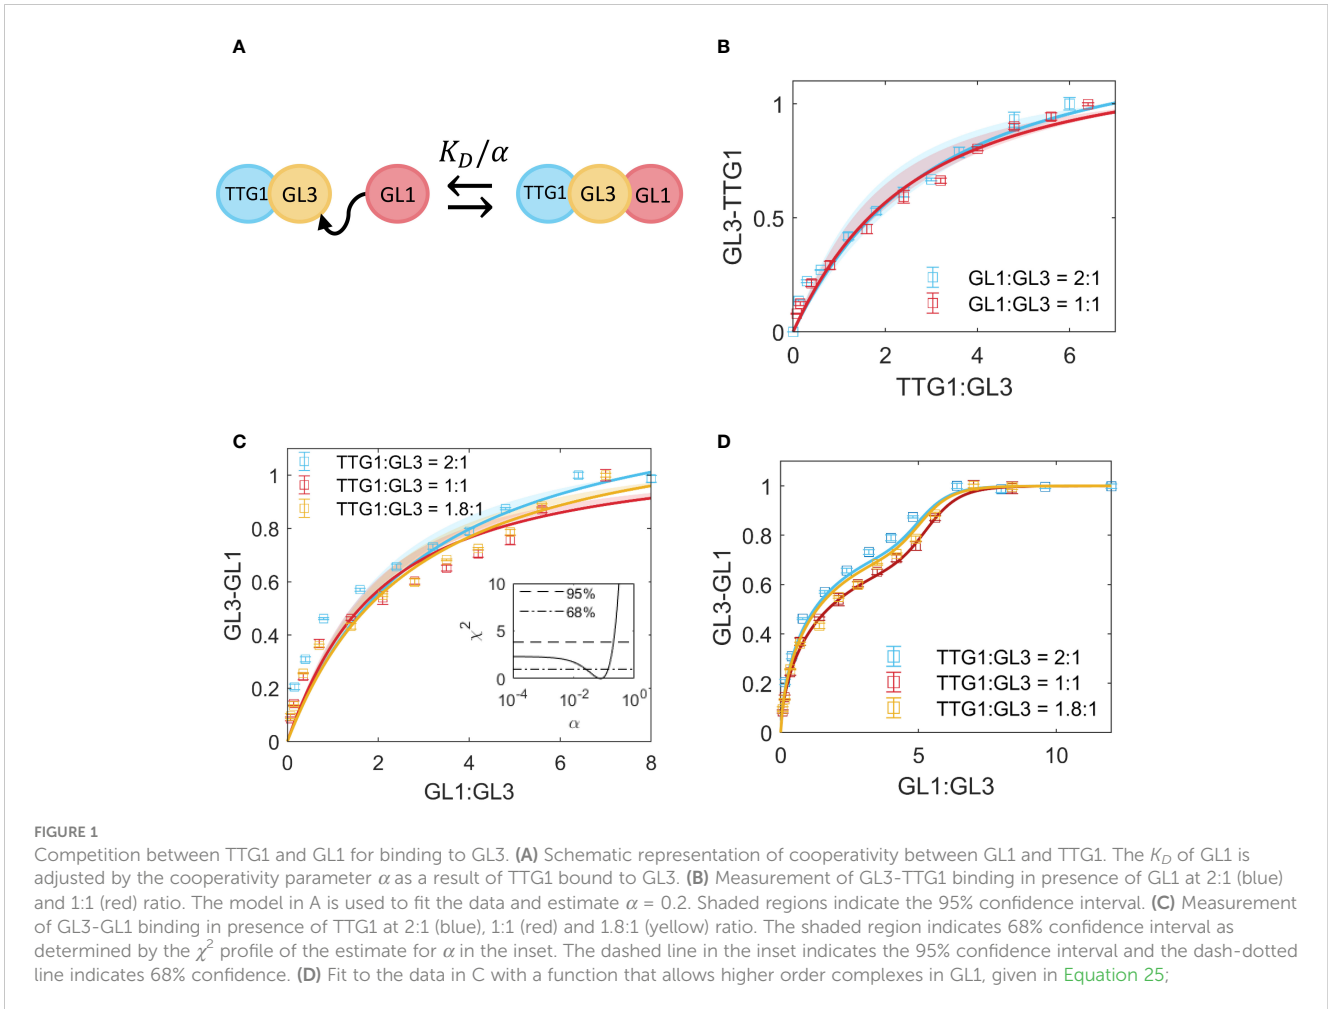 A
TTG1
GL3
GL1
K_D/α
TTG1
GL3
GL1
B
GL3-TTG1
1
0.5
0
0
2
4
6
TTG1:GL3
GL1:GL3 = 2:1
GL1:GL3 = 1:1
C
GL3-GL1
1
0.8
0.6
0.4
0.2
0
0
2
4
6
8
GL1:GL3
TTG1:GL3 = 2:1
TTG1:GL3 = 1:1
TTG1:GL3 = 1.8:1
χ²
10
5
0
95%
68%
10⁻⁴
10⁻²
10⁰
α
D
GL3-GL1
1
0.8
0.6
0.4
0.2
0
0
5
10
GL1:GL3
TTG1:GL3 = 2:1
TTG1:GL3 = 1:1
TTG1:GL3 = 1.8:1
FIGURE 1
Competition between TTG1 and GL1 for binding to GL3. (A) Schematic representation of cooperativity between GL1 and TTG1. The K_D of GL1 is
adjusted by the cooperativity parameter α as a result of TTG1 bound to GL3. (B) Measurement of GL3-TTG1 binding in presence of GL1 at 2:1 (blue)
and 1:1 (red) ratio. The model in A is used to fit the data and estimate α = 0.2. Shaded regions indicate the 95% confidence interval. (C) Measurement
of GL3-GL1 binding in presence of TTG1 at 2:1 (blue), 1:1 (red) and 1.8:1 (yellow) ratio. The shaded region indicates 68% confidence interval as
determined by the χ² profile of the estimate for α in the inset. The dashed line in the inset indicates the 95% confidence interval and the dash-dotted
line indicates 68% confidence. (D) Fit to the data in C with a function that allows higher order complexes in GL1, given in Equation 25;